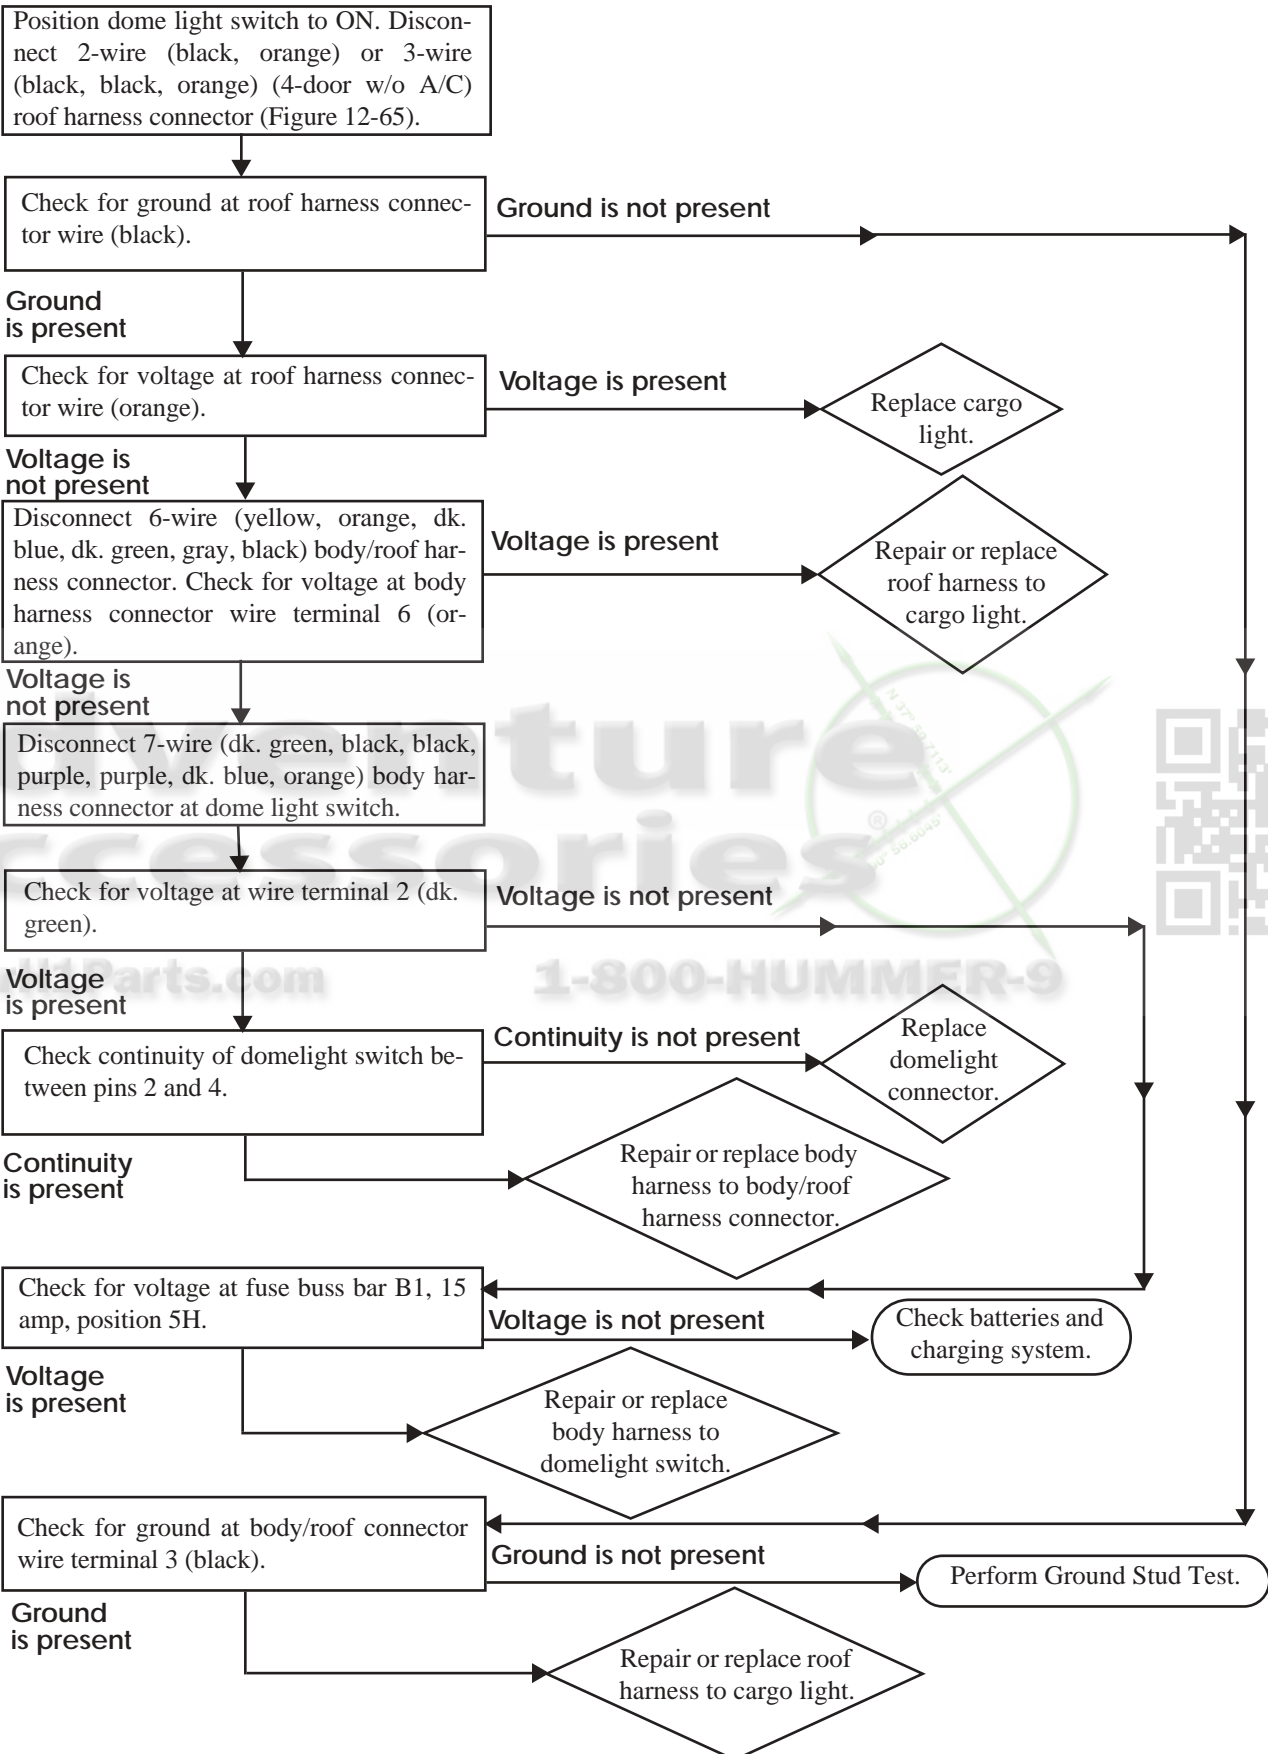 Position dome light switch to ON. Discon-
nect 2-wire (black, orange) or 3-wire
(black, black, orange) (4-door w/o A/C)
roof harness connector (Figure 12-65).
Check for ground at roof harness connec-
tor wire (black).
Ground is not present
Ground
is present
Check for voltage at roof harness connec-
tor wire (orange).
Voltage is present
Replace cargo
light.
Voltage is
not present
Disconnect 6-wire (yellow, orange, dk.
blue, dk. green, gray, black) body/roof har-
ness connector. Check for voltage at body
harness connector wire terminal 6 (or-
ange).
Voltage is present
Repair or replace
roof harness to
cargo light.
Voltage is
not present
Disconnect 7-wire (dk. green, black, black,
purple, purple, dk. blue, orange) body har-
ness connector at dome light switch.
dventure
ccessories
N 37° 39.7113'
®
56.6045'
Check for voltage at wire terminal 2 (dk.
green).
Voltage is not present
Voltage
is present
H1Parts.com
1-800-HUMMER-9
Check continuity of domelight switch be-
tween pins 2 and 4.
Continuity is not present
Replace
domelight
connector.
Continuity
is present
Repair or replace body
harness to body/roof
harness connector.
Check for voltage at fuse buss bar B1, 15
amp, position 5H.
Voltage is not present
Check batteries and
charging system.
Voltage
is present
Repair or replace
body harness to
domelight switch.
Check for ground at body/roof connector
wire terminal 3 (black).
Ground is not present
Perform Ground Stud Test.
Ground
is present
Repair or replace roof
harness to cargo light.